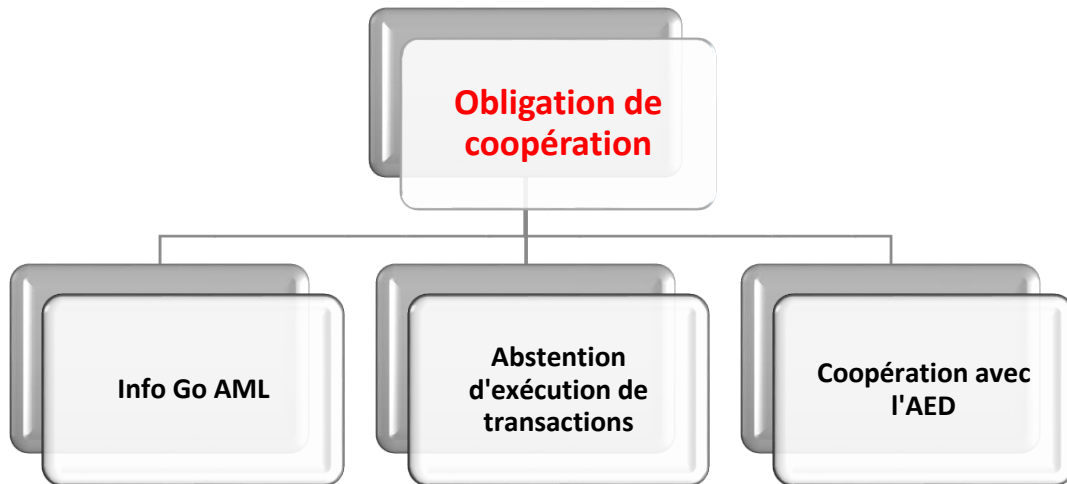 Obligation de
coopération
Info Go AML
Abstention
d'exécution de
transactions
Coopération avec
l'AED